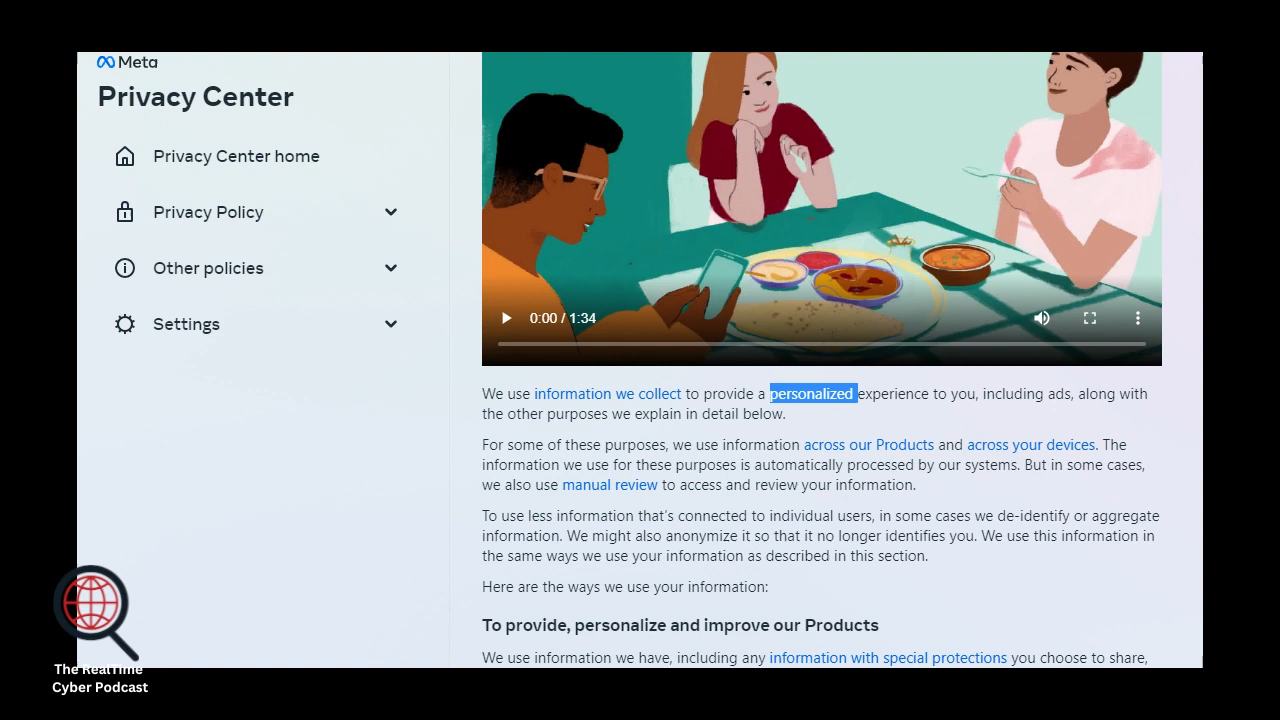 Meta
Privacy Center
Privacy Center home
Privacy Policy
Other policies
Settings
0:00 / 1:34
We use information we collect to provide a personalized experience to you, including ads, along with
the other purposes we explain in detail below.
For some of these purposes, we use information across our Products and across your devices. The
information we use for these purposes is automatically processed by our systems. But in some cases,
we also use manual review to access and review your information.
To use less information that's connected to individual users, in some cases we de-identify or aggregate
information. We might also anonymize it so that it no longer identifies you. We use this information in
the same ways we use your information as described in this section.
Here are the ways we use your information:
To provide, personalize and improve our Products
We use information we have, including any information with special protections you choose to share,
The RealTime
Cyber Podcast